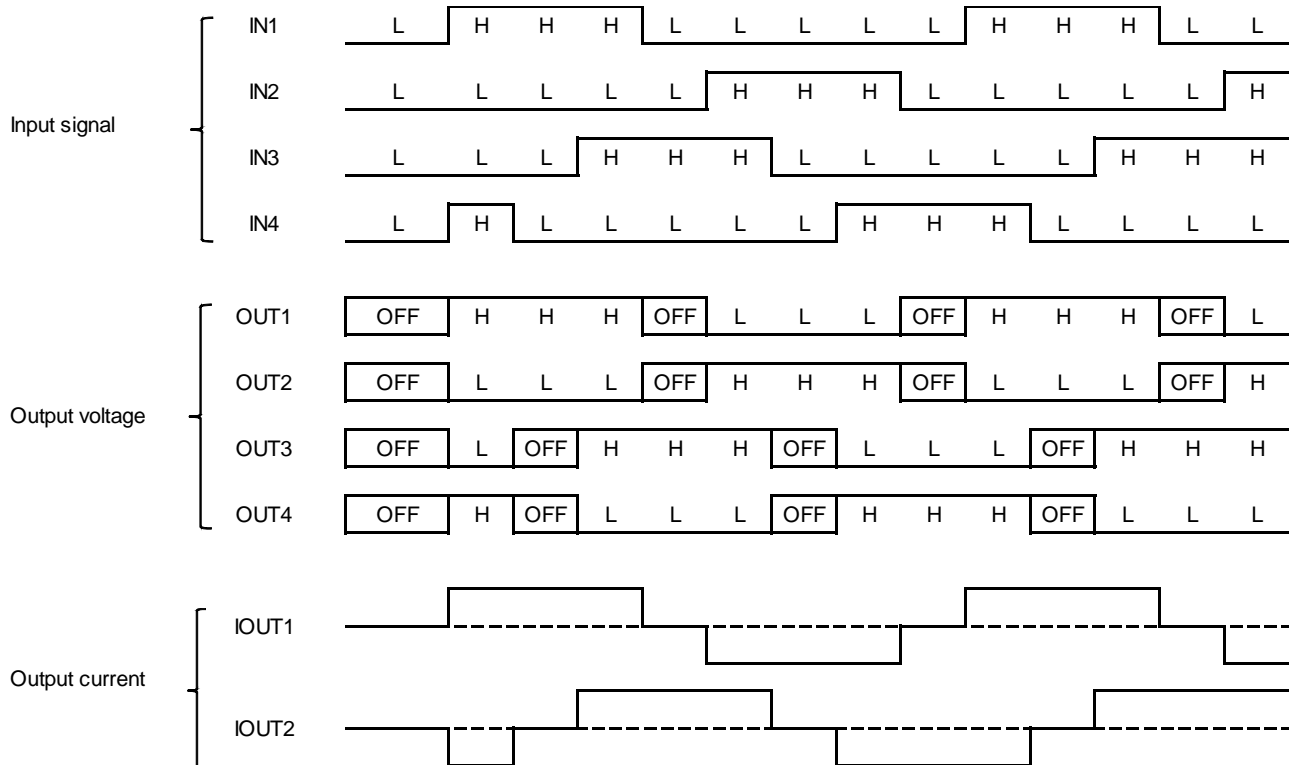 IN1 L H H H L L L L L H H H L L
IN2 L L L L L H H H L L L L L H
Input signal
IN3 L L L H H H L L L L L H H H
IN4 L H L L L L L H H H L L L L
OUT1 OFF H H H OFF L L L OFF H H H OFF L
OUT2 OFF L L L OFF H H H OFF L L L OFF H
Output voltage
OUT3 OFF L OFF H H H OFF L L L OFF H H H
OUT4 OFF H OFF L L L OFF H H H OFF L L L
IOUT1
Output current
IOUT2